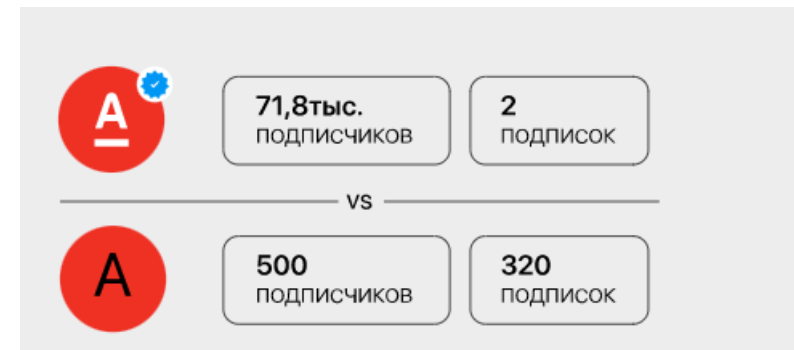 А
71,8тыс.
подписчиков
2
подписок
vs
А
500
подписчиков
320
подписок